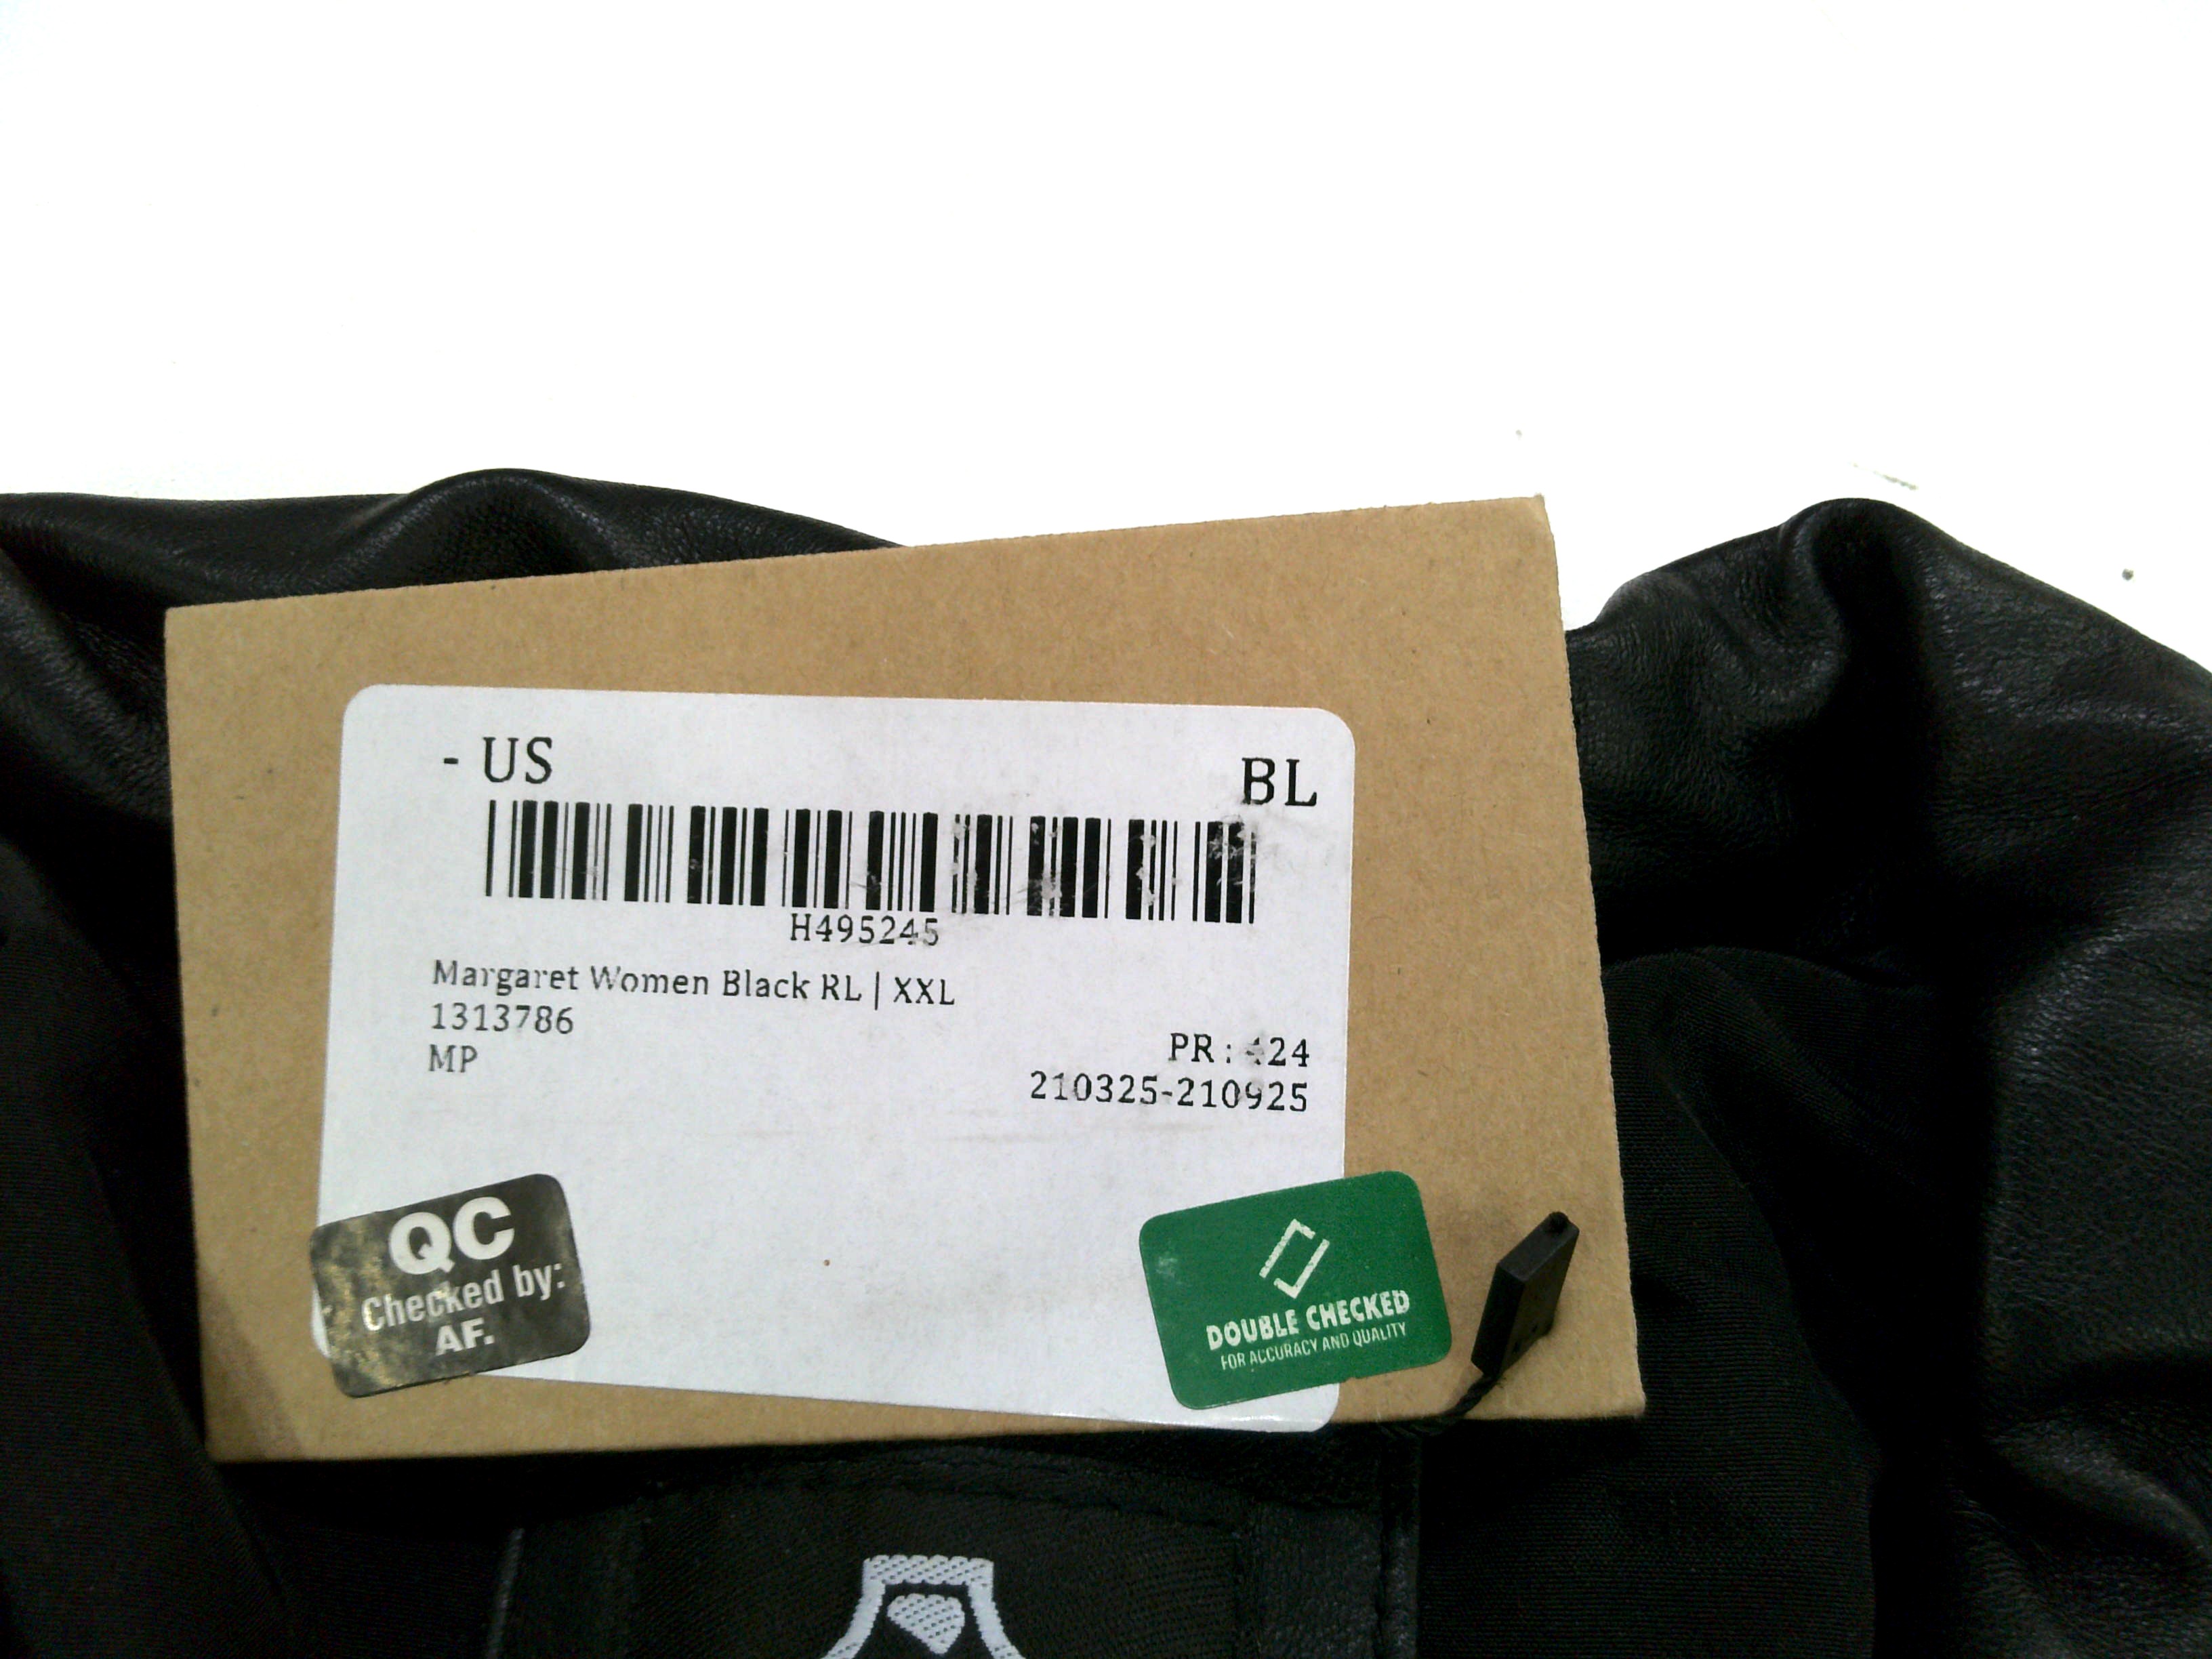 - US
BL
H495245
Margaret Women Black RL | XXL
1313786
MP
PR :
210325-210925
QC
Checked by:
AF.
DOUBLE CHECKED
FOR ACCURACY AND QUALITY